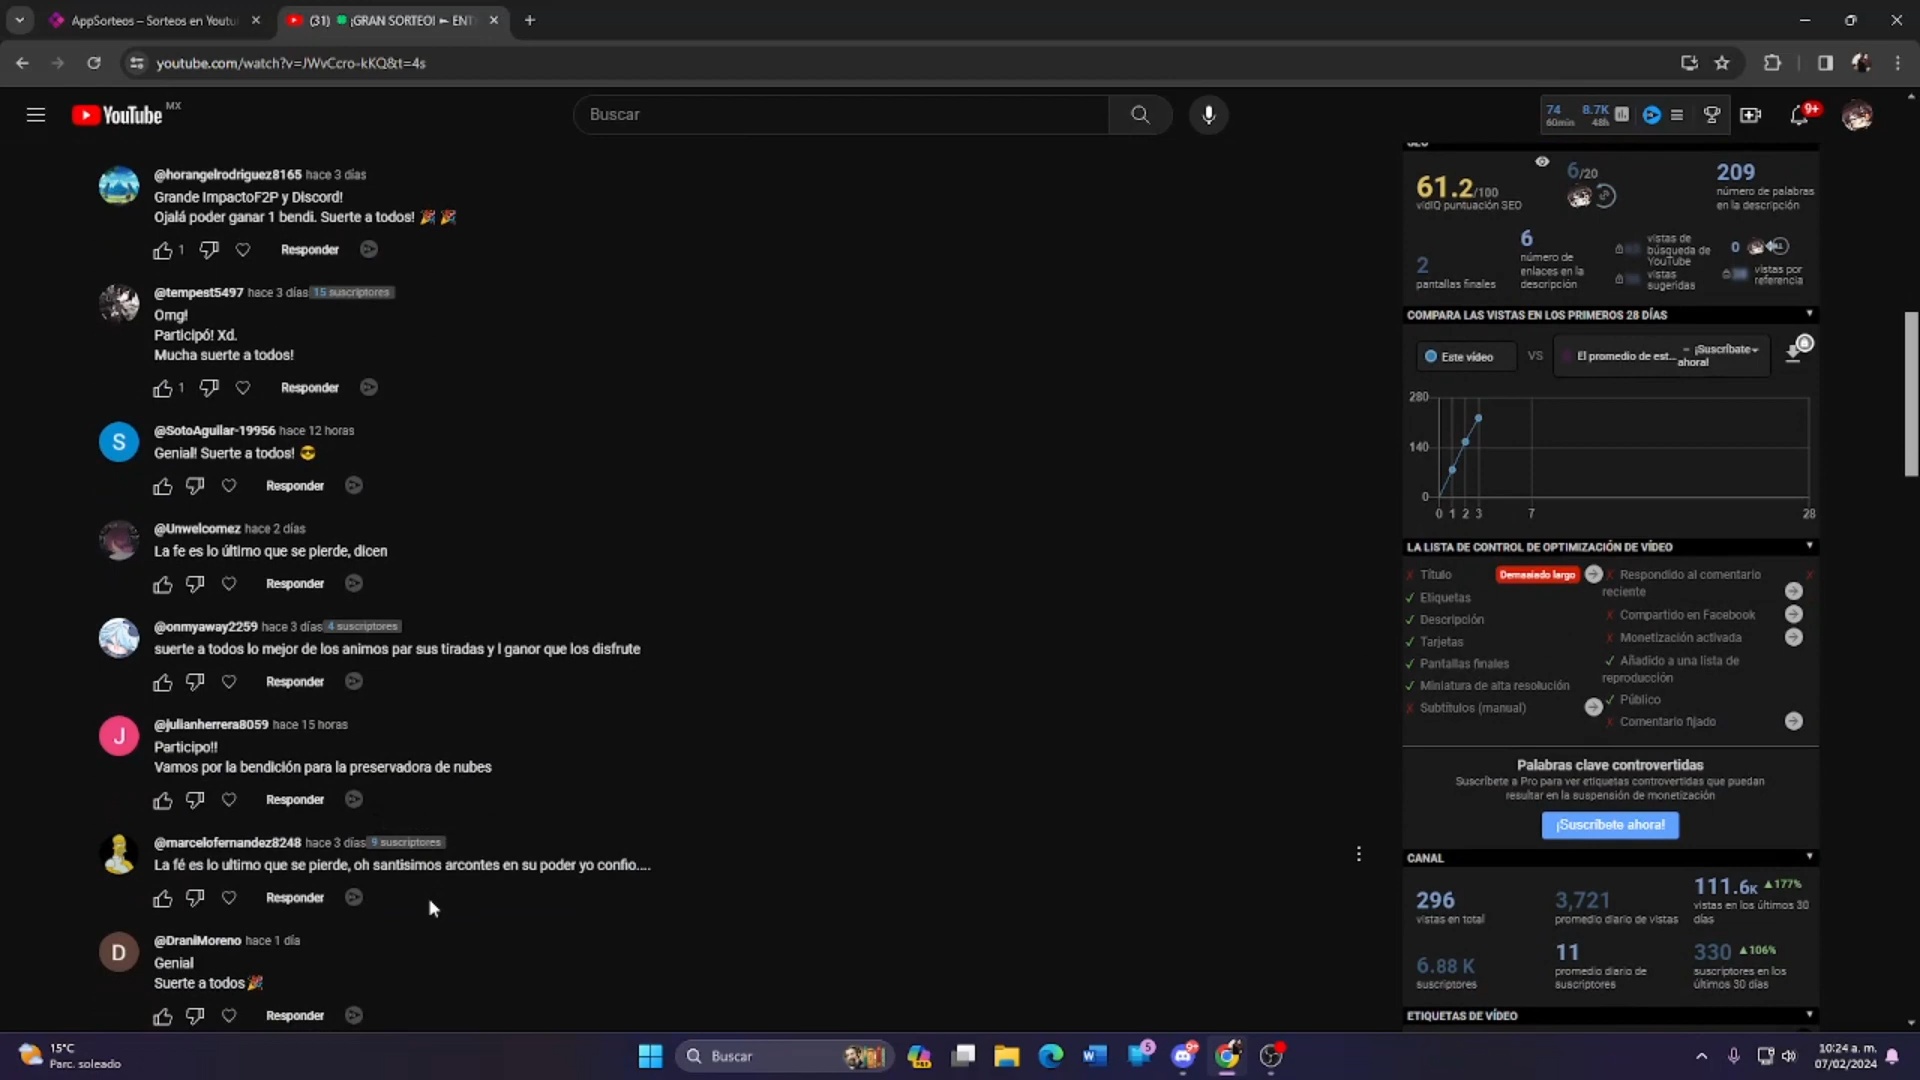 AppSorteos – Sorteos en Youtu
(31) ¡GRAN SORTEO! ► ENT
youtube.com/watch?v=JWvCcro-kKQ&t=4s
YouTube MX
Buscar
74 60min
8.7K 48h
9+
@horangelrodriguez8165 hace 3 días
Grande ImpactoF2P y Discord!
Ojalá poder ganar 1 bendi. Suerte a todos! 🎉 🎉
1 Responder
@tempest5497 hace 3 días 15 suscriptores
Omg!
Participó! Xd.
Mucha suerte a todos!
1 Responder
S
@SotoAguilar-19956 hace 12 horas
Genial! Suerte a todos! 😎
Responder
@Unwelcomez hace 2 días
La fe es lo último que se pierde, dicen
Responder
@onmyaway2259 hace 3 días 4 suscriptores
suerte a todos lo mejor de los animos par sus tiradas y l ganor que los disfrute
Responder
J
@julianherrera8059 hace 15 horas
Participo!!
Vamos por la bendición para la preservadora de nubes
Responder
@marcelofernandez8248 hace 3 días 9 suscriptores
La fé es lo ultimo que se pierde, oh santisimos arcontes en su poder yo confio....
Responder
D
@DraniMoreno hace 1 día
Genial
Suerte a todos 🎉
Responder
SEO
61.2/100
vidIQ puntuación SEO
6/20
209
número de palabras
en la descripción
2
pantallas finales
6
número de
enlaces en la
descripción
vistas de
búsqueda de
YouTube
vistas
sugeridas
0
vistas por
referencia
COMPARA LAS VISTAS EN LOS PRIMEROS 28 DÍAS
Este vídeo
VS
El promedio de est... – ¡Suscríbate
ahora!
280
140
0
0 1 2 3 7 28
LA LISTA DE CONTROL DE OPTIMIZACIÓN DE VÍDEO
Título Demasiado largo
Etiquetas
Descripción
Tarjetas
Pantallas finales
Miniatura de alta resolución
Subtítulos (manual)
Respondido al comentario
reciente
Compartido en Facebook
Monetización activada
Añadido a una lista de
reproducción
Público
Comentario fijado
Palabras clave controvertidas
Suscríbete a Pro para ver etiquetas controvertidas que puedan
resultar en la suspensión de monetización
¡Suscríbete ahora!
CANAL
296
vistas en total
3,721
promedio diario de vistas
111.6K ▲177%
vistas en los últimos 30
días
6.88 K
suscriptores
11
promedio diario de
suscriptores
330 ▲106%
suscriptores en los
últimos 30 días
ETIQUETAS DE VÍDEO
15°C
Parc. soleado
Buscar
5
9+
10:24 a. m.
07/02/2024